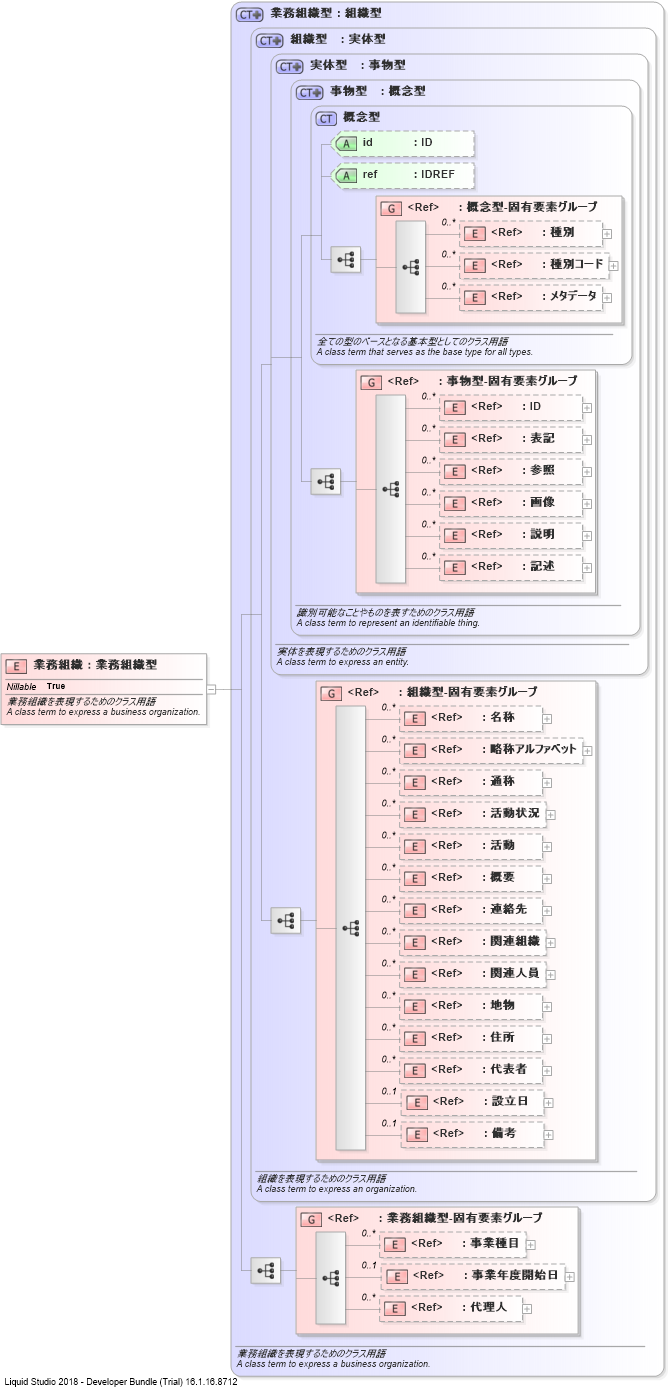 CT 業務組織型 : 組織型
CT 組織型 : 実体型
CT 実体型 : 事物型
CT 事物型 : 概念型
CT 概念型
A id : ID
A ref : IDREF
G <Ref> : 概念型-固有要素グループ
0..*
E <Ref> : 種別
0..*
E <Ref> : 種別コード
0..*
E <Ref> : メタデータ
全ての型のベースとなる基本型としてのクラス用語
A class term that serves as the base type for all types.
G <Ref> : 事物型-固有要素グループ
0..*
E <Ref> : ID
0..*
E <Ref> : 表記
0..*
E <Ref> : 参照
0..*
E <Ref> : 画像
0..*
E <Ref> : 説明
0..*
E <Ref> : 記述
識別可能なことやものを表すためのクラス用語
A class term to represent an identifiable thing.
実体を表現するためのクラス用語
A class term to express an entity.
E 業務組織 : 業務組織型
Nillable True
業務組織を表現するためのクラス用語
A class term to express a business organization.
G <Ref> : 組織型-固有要素グループ
0..*
E <Ref> : 名称
0..*
E <Ref> : 略称アルファベット
0..*
E <Ref> : 通称
0..*
E <Ref> : 活動状況
0..*
E <Ref> : 活動
0..*
E <Ref> : 概要
0..*
E <Ref> : 連絡先
0..*
E <Ref> : 関連組織
0..*
E <Ref> : 関連人員
0..*
E <Ref> : 地物
0..*
E <Ref> : 住所
0..*
E <Ref> : 代表者
0..1
E <Ref> : 設立日
0..1
E <Ref> : 備考
組織を表現するためのクラス用語
A class term to express an organization.
G <Ref> : 業務組織型-固有要素グループ
0..*
E <Ref> : 事業種目
0..1
E <Ref> : 事業年度開始日
0..*
E <Ref> : 代理人
業務組織を表現するためのクラス用語
A class term to express a business organization.
Liquid Studio 2018 - Developer Bundle (Trial) 16.1.16.8712